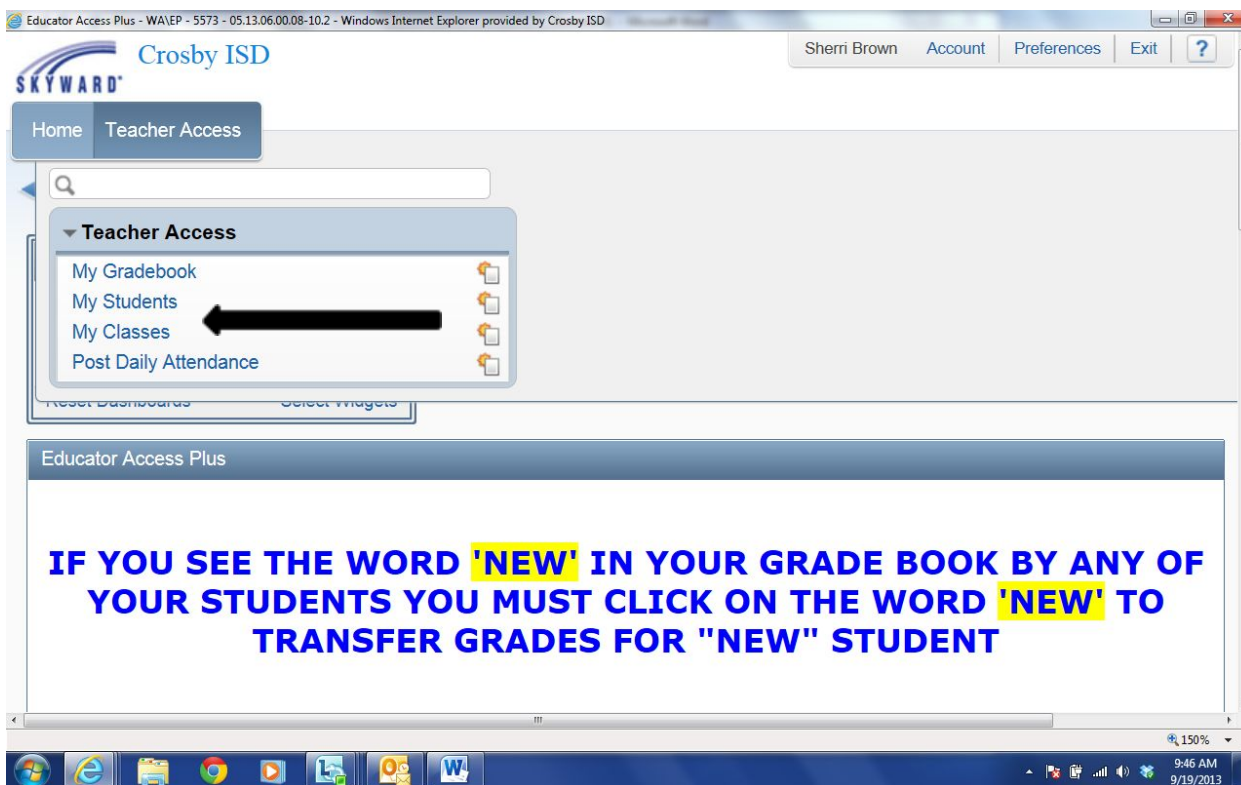 Educator Access Plus - WA\EP - 5573 - 05.13.06.00.08-10.2 - Windows Internet Explorer provided by Crosby ISD
Crosby ISD
Sherri Brown Account Preferences Exit ?
SKYWARD
Home Teacher Access
Teacher Access
My Gradebook
My Students
My Classes
Post Daily Attendance
Reset Dashboards Select Widgets
Educator Access Plus
IF YOU SEE THE WORD 'NEW' IN YOUR GRADE BOOK BY ANY OF
YOUR STUDENTS YOU MUST CLICK ON THE WORD 'NEW' TO
TRANSFER GRADES FOR "NEW" STUDENT
150%
9:46 AM
9/19/2013